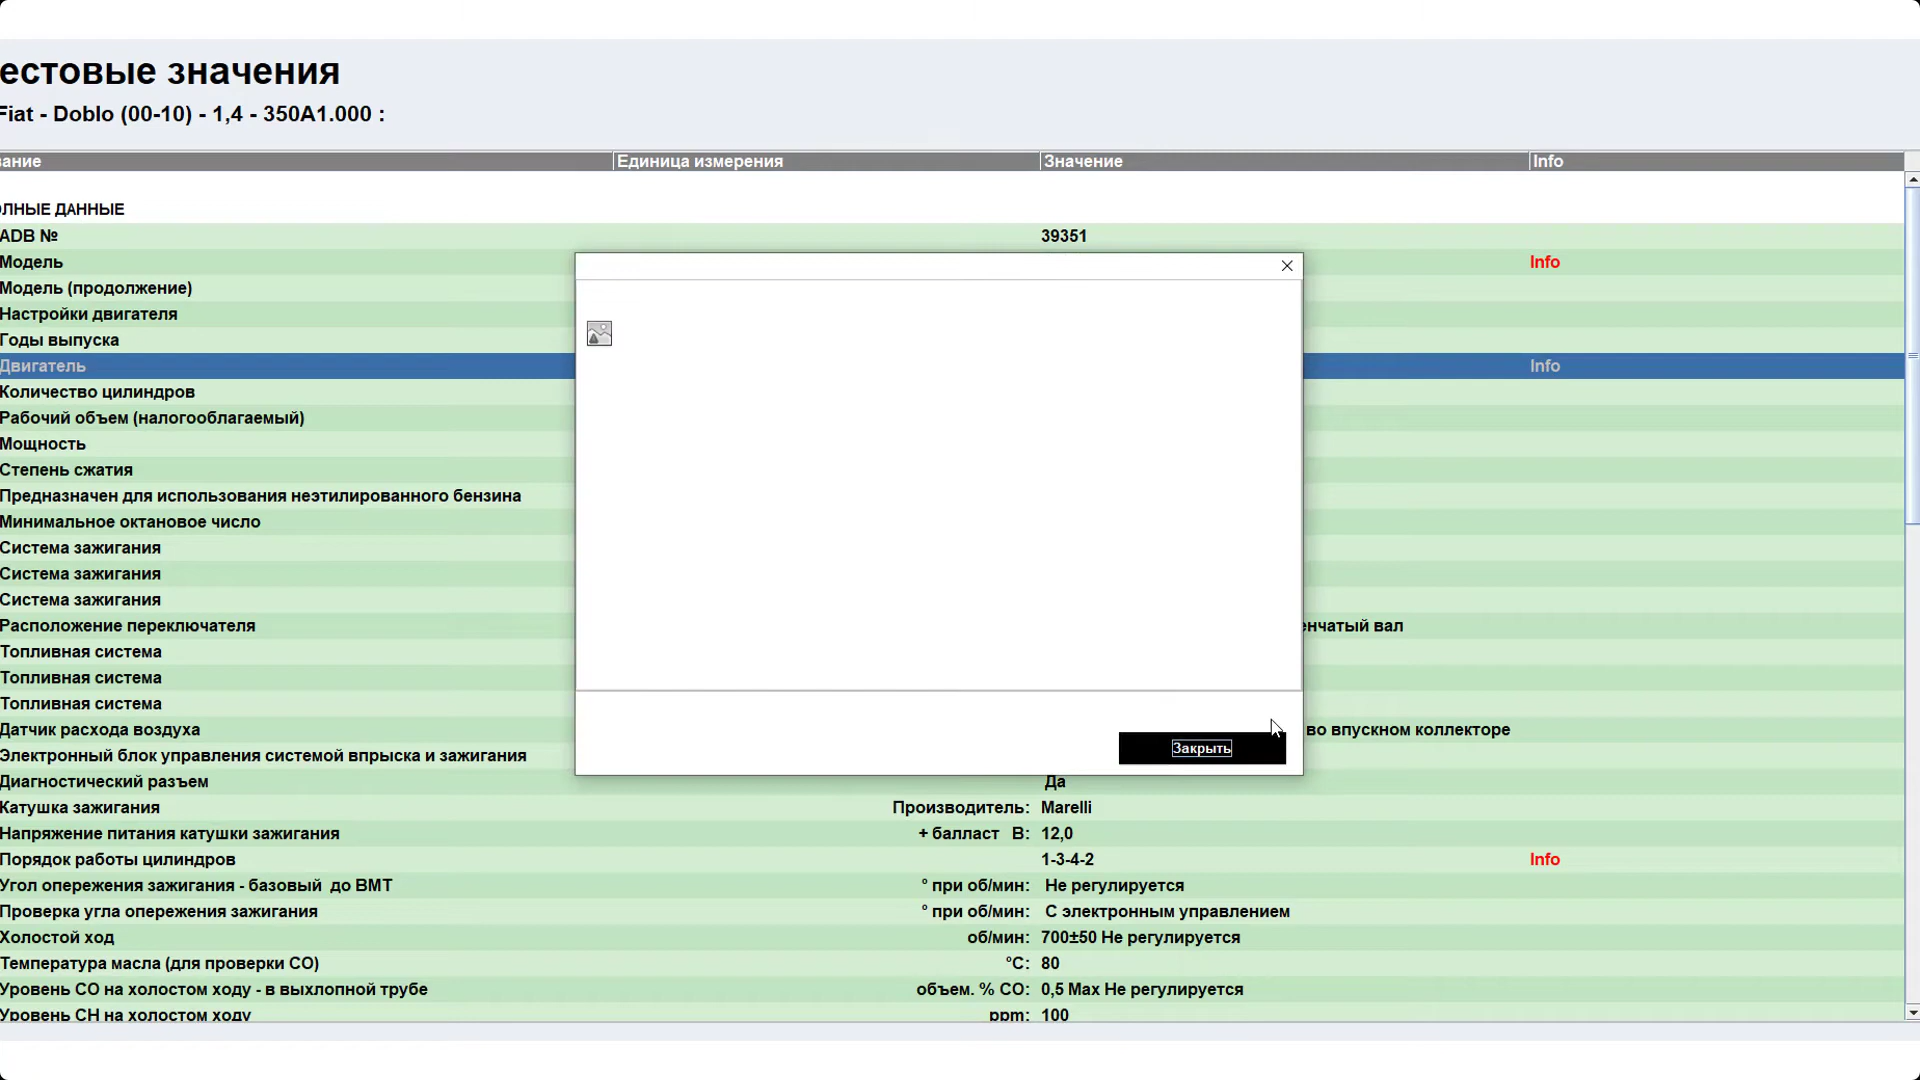 естовые значения
Fiat - Doblo (00-10) - 1,4 - 350A1.000 :
вание Единица измерения Значение Info
ОЛНЫЕ ДАННЫЕ
ADB № 39351
Модель Info
Модель (продолжение)
Настройки двигателя
Годы выпуска
Двигатель Info
Количество цилиндров
Рабочий объем (налогооблагаемый)
Мощность
Степень сжатия
Предназначен для использования неэтилированного бензина
Минимальное октановое число
Система зажигания
Система зажигания
Система зажигания
Расположение переключателя енчатый вал
Топливная система
Топливная система
Топливная система
Датчик расхода воздуха во впускном коллекторе
Закрыть
Электронный блок управления системой впрыска и зажигания
Диагностический разъем Да
Катушка зажигания Производитель: Marelli
Напряжение питания катушки зажигания + балласт В: 12,0
Порядок работы цилиндров 1-3-4-2 Info
Угол опережения зажигания - базовый до ВМТ ° при об/мин: Не регулируется
Проверка угла опережения зажигания ° при об/мин: С электронным управлением
Холостой ход об/мин: 700±50 Не регулируется
Температура масла (для проверки СО) °С: 80
Уровень СО на холостом ходу - в выхлопной трубе объем. % СО: 0,5 Max Не регулируется
Уровень СН на холостом ходу ppm: 100